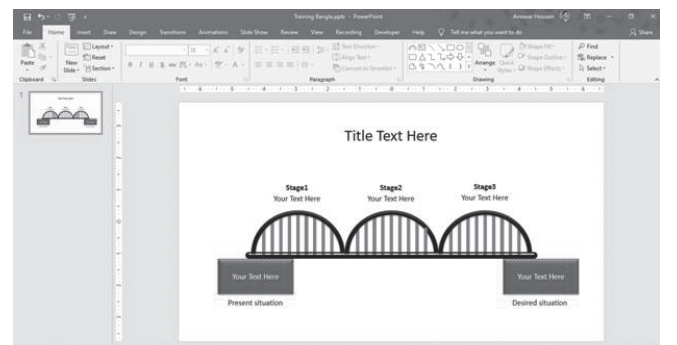 Training Bangla.pptx - PowerPoint
Anowar Hossain
File Home Insert Draw Design Transitions Animations Slide Show Review View Recording Developer Help Tell me what you want to do
Share
Paste
New
Slide
Layout
Reset
Section
Text Direction
Align Text
Convert to SmartArt
Arrange
Quick
Styles
Shape Fill
Shape Outline
Shape Effects
Find
Replace
Select
Clipboard Slides Font Paragraph Drawing Editing
1
Title Text Here
Stage1
Your Text Here
Stage2
Your Text Here
Stage3
Your Text Here
Your Text Here
Your Text Here
Present situation
Desired situation